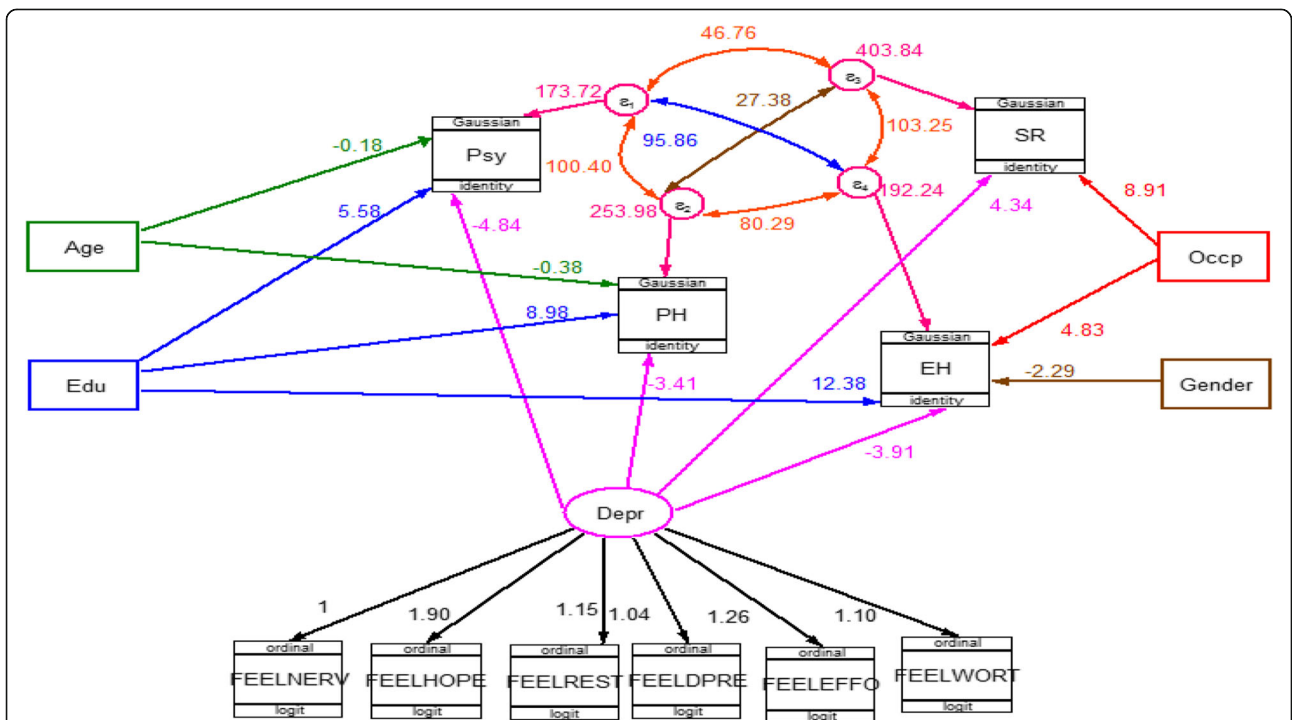 46.76
403.84
ε3
173.72
ε1
27.38
Gaussian
Psy
identity
Gaussian
SR
identity
-0.18
95.86
103.25
100.40
ε4
192.24
ε2
253.98
80.29
5.58
-4.84
4.34
8.91
Age
Occp
-0.38
Gaussian
PH
identity
8.98
4.83
Gaussian
EH
identity
Edu
-3.41
12.38
-2.29
Gender
-3.91
Depr
1
1.90
1.15
1.04
1.26
1.10
ordinal
FEELNERV
logit
ordinal
FEELHOPE
logit
ordinal
FEELREST
logit
ordinal
FEELDPRE
logit
ordinal
FEELEFFO
logit
ordinal
FEELWORT
logit